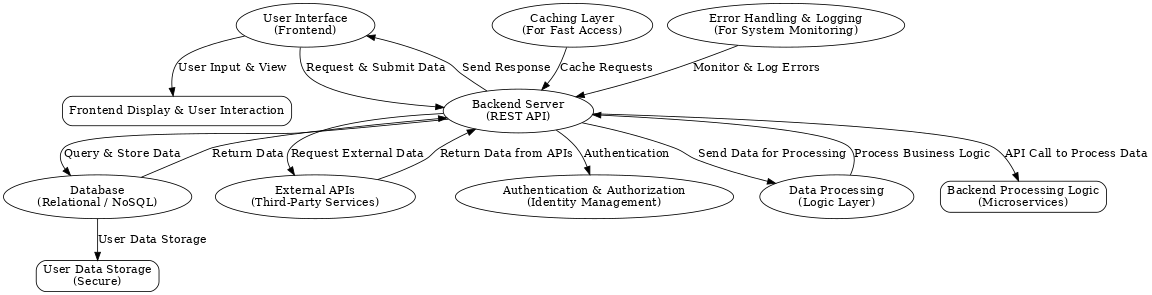 User Interface
(Frontend)
Caching Layer
(For Fast Access)
Error Handling & Logging
(For System Monitoring)
User Input & View
Request & Submit Data
Send Response
Cache Requests
Monitor & Log Errors
Frontend Display & User Interaction
Backend Server
(REST API)
Query & Store Data
Return Data
Request External Data
Return Data from APIs
Authentication
Send Data for Processing
Process Business Logic
API Call to Process Data
Database
(Relational / NoSQL)
External APIs
(Third-Party Services)
Authentication & Authorization
(Identity Management)
Data Processing
(Logic Layer)
Backend Processing Logic
(Microservices)
User Data Storage
User Data Storage
(Secure)